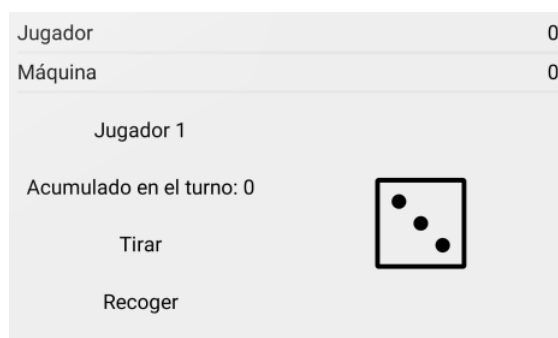 Jugador 0
Máquina 0
Jugador 1
Acumulado en el turno: 0
Tirar
Recoger